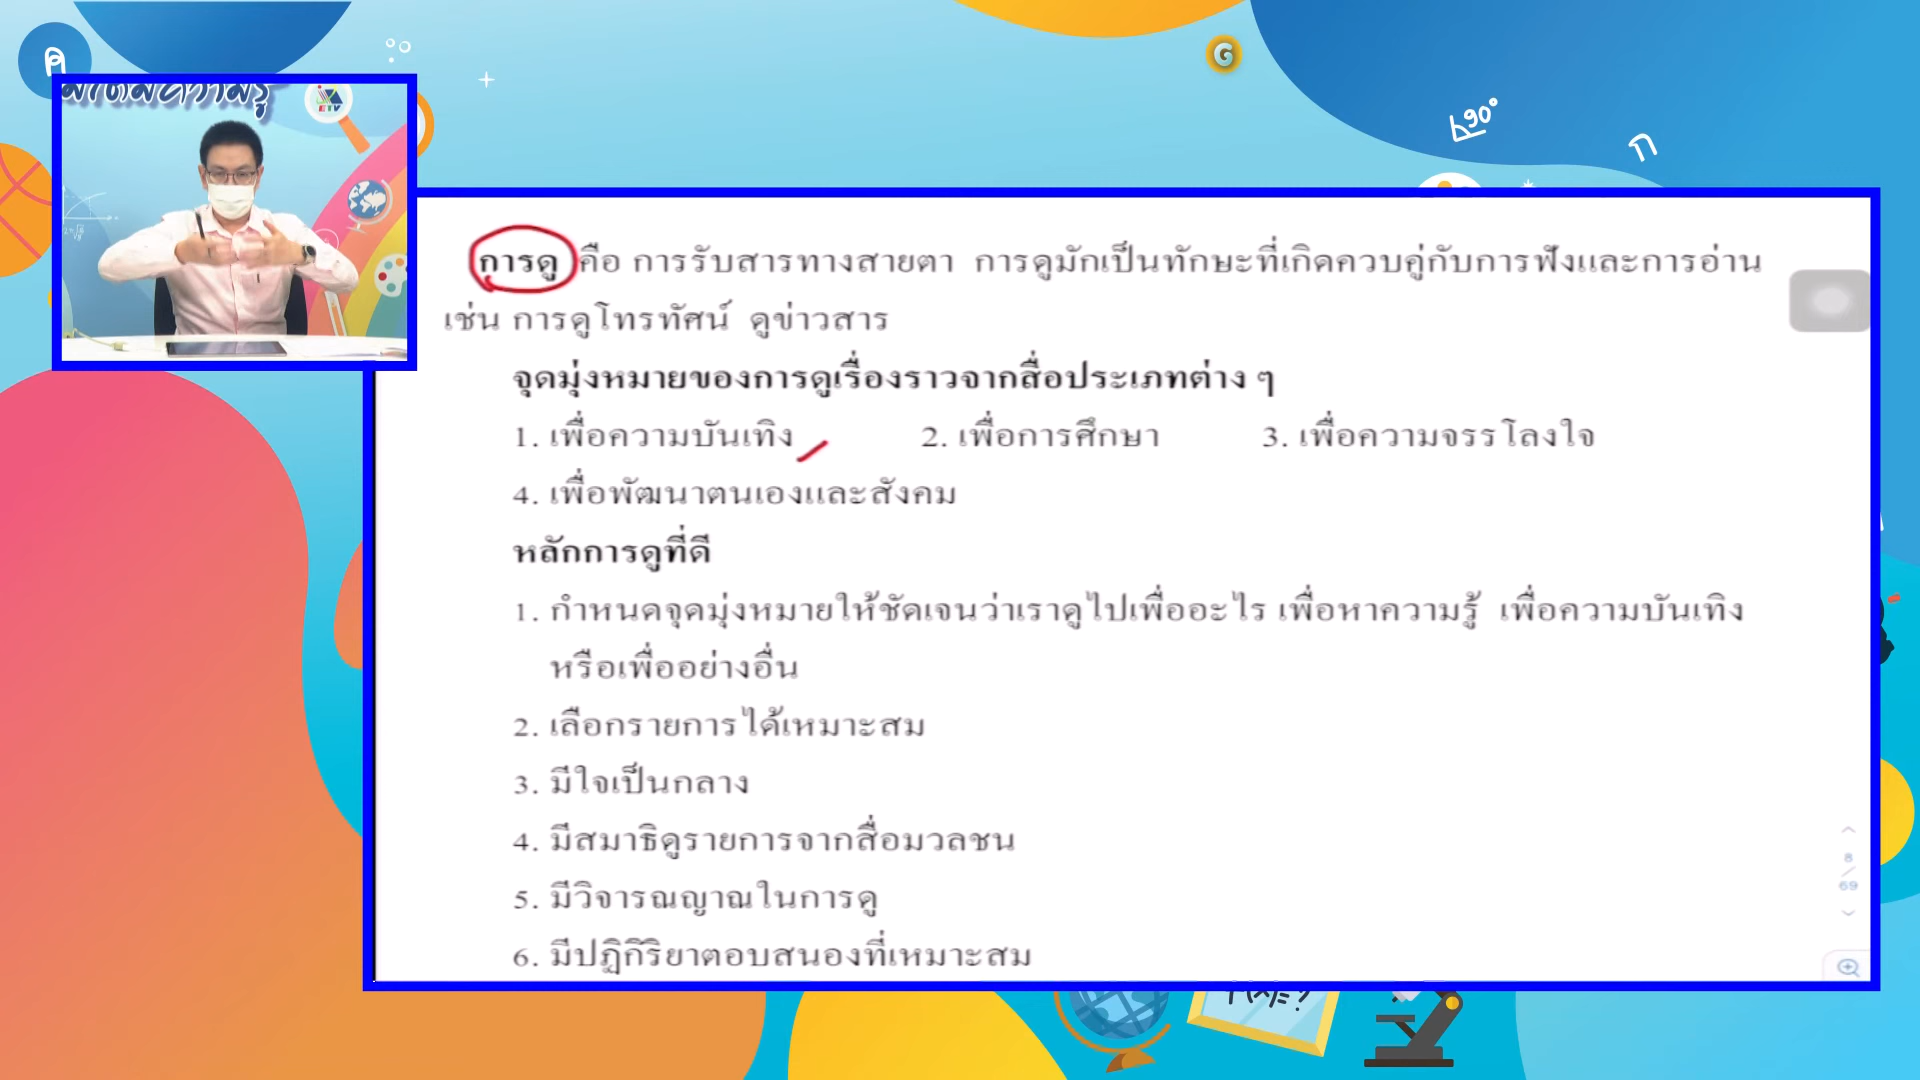 ค
ETV
G
90°
ก
การดู คือ การรับสารทางสายตา การดูมักเป็นทักษะที่เกิดควบคู่กับการฟังและการอ่าน
เช่น การดูโทรทัศน์ ดูข่าวสาร
จุดมุ่งหมายของการดูเรื่องราวจากสื่อประเภทต่าง ๆ
1. เพื่อความบันเทิง 2. เพื่อการศึกษา 3. เพื่อความจรรโลงใจ
4. เพื่อพัฒนาตนเองและสังคม
หลักการดูที่ดี
1. กำหนดจุดมุ่งหมายให้ชัดเจนว่าเราดูไปเพื่ออะไร เพื่อหาความรู้ เพื่อความบันเทิง
หรือเพื่ออย่างอื่น
2. เลือกรายการได้เหมาะสม
3. มีใจเป็นกลาง
4. มีสมาธิดูรายการจากสื่อมวลชน
5. มีวิจารณญาณในการดู
6. มีปฏิกิริยาตอบสนองที่เหมาะสม
8
/
69